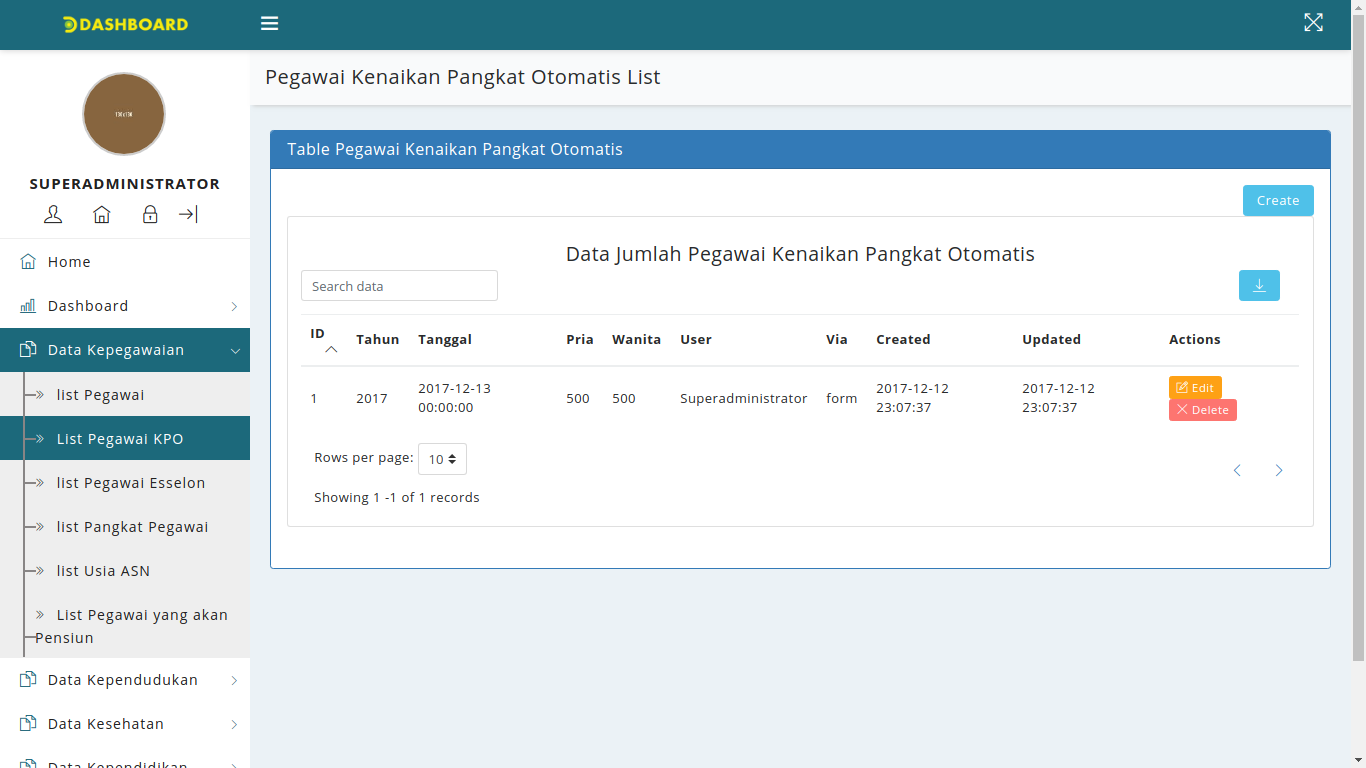 DASHBOARD
Pegawai Kenaikan Pangkat Otomatis List
SUPERADMINISTRATOR
Home
Dashboard
Data Kepegawaian
list Pegawai
List Pegawai KPO
list Pegawai Esselon
list Pangkat Pegawai
list Usia ASN
List Pegawai yang akan
Pensiun
Data Kependudukan
Data Kesehatan
Data Kependidikan
Table Pegawai Kenaikan Pangkat Otomatis
Create
Data Jumlah Pegawai Kenaikan Pangkat Otomatis
Search data
ID Tahun Tanggal Pria Wanita User Via Created Updated Actions
1 2017 2017-12-13 00:00:00 500 500 Superadministrator form 2017-12-12 23:07:37 2017-12-12 23:07:37 Edit
Delete
Rows per page: 10
Showing 1 -1 of 1 records